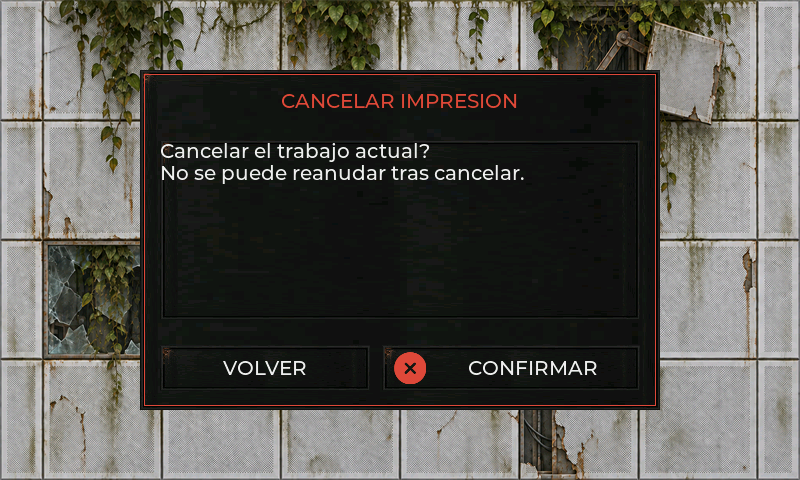 CANCELAR IMPRESION
Cancelar el trabajo actual?
No se puede reanudar tras cancelar.
VOLVER
CONFIRMAR